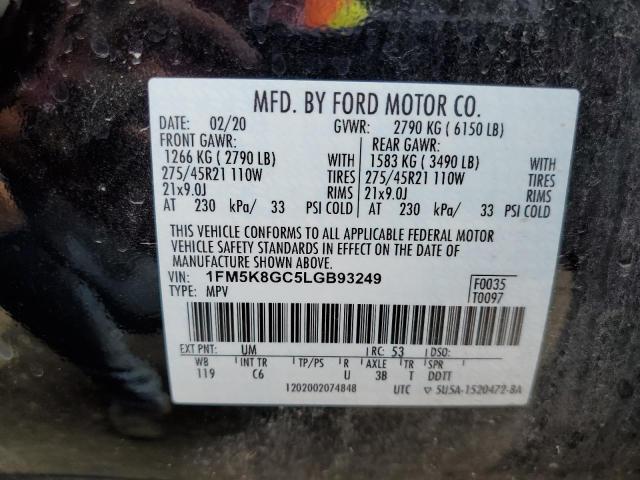 MFD. BY FORD MOTOR CO.
DATE: 02/20 GVWR: 2790 KG ( 6150 LB)
FRONT GAWR: REAR GAWR:
1266 KG ( 2790 LB) WITH 1583 KG ( 3490 LB) WITH
275/45R21 110W TIRES 275/45R21 110W TIRES
21x9.0J RIMS 21x9.0J RIMS
AT 230 kPa/ 33 PSI COLD AT 230 kPa/ 33 PSI COLD
THIS VEHICLE CONFORMS TO ALL APPLICABLE FEDERAL MOTOR
VEHICLE SAFETY STANDARDS IN EFFECT ON THE DATE OF
MANUFACTURE SHOWN ABOVE.
VIN: 1FM5K8GC5LGB93249 F0035
TYPE: MPV T0097
EXT PNT: UM RC: 53 DSO:
WB INT TR TP/PS R AXLE TR SPR
119 C6 U 3B T DDTT
1202002074848 UTC ▽ 5U5A-1520472-BA